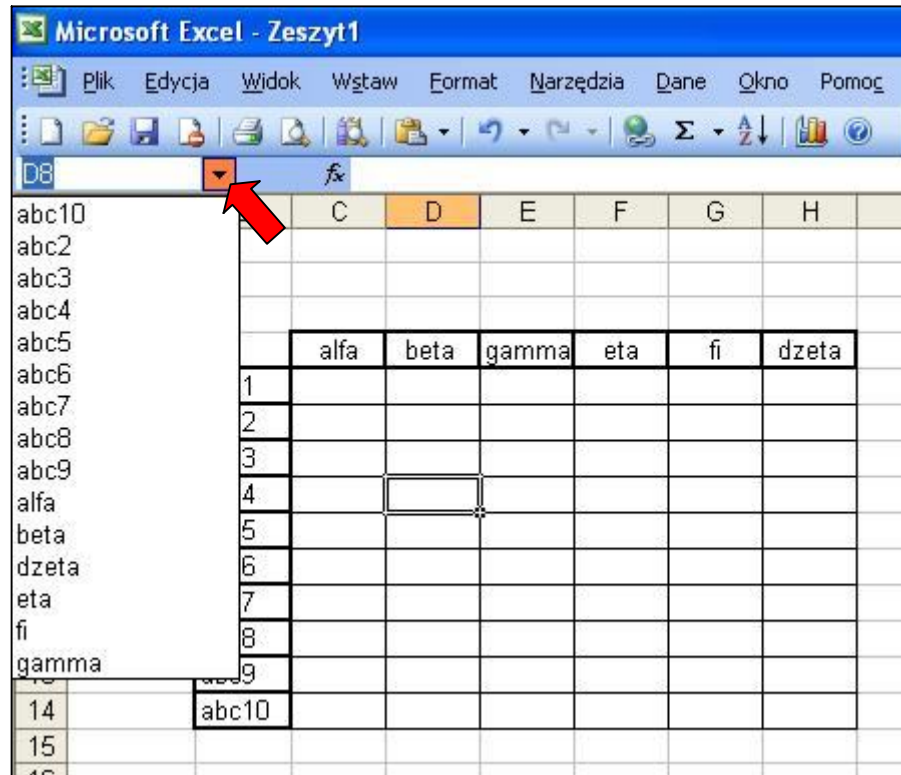 Microsoft Excel - Zeszyt1
Plik Edycja Widok Wstaw Format Narzędzia Dane Okno Pomoc
Σ A Z
D8 fx
C D E F G H
abc10
abc2
abc3
abc4
abc5
abc6
abc7
abc8
abc9
alfa
beta
dzeta
eta
fi
gamma
alfa beta gamma eta fi dzeta
1
2
3
4
5
6
7
8
9
14 abc10
15